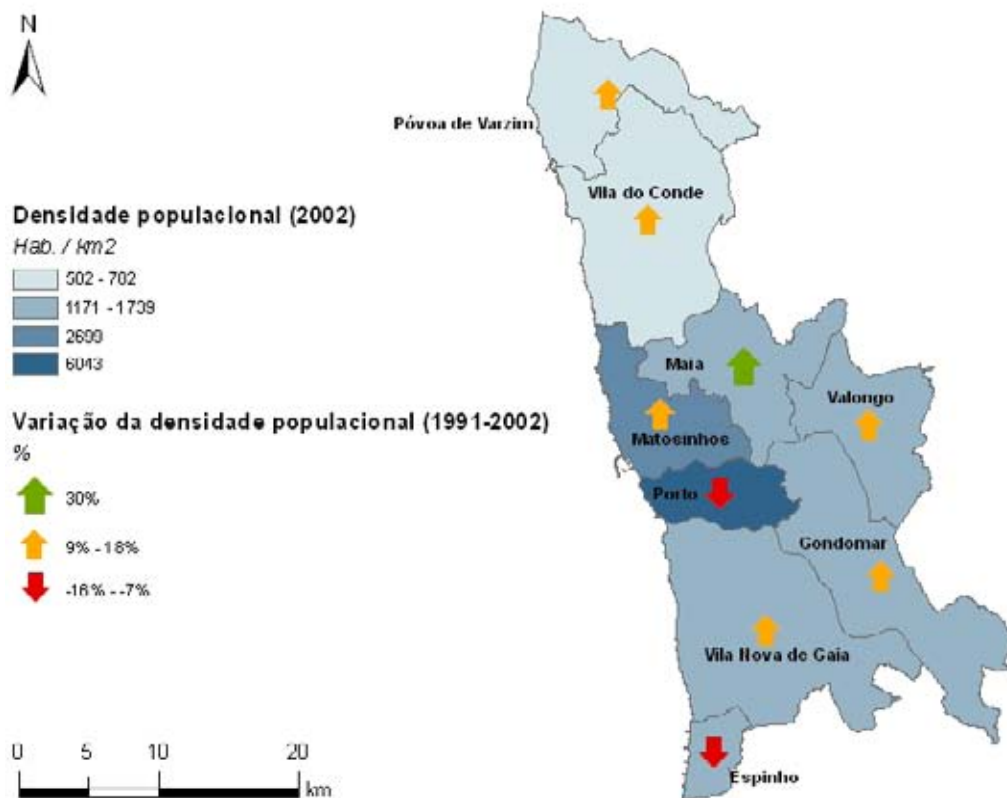 N
Póvoa de Varzim
Vila do Conde
Densidade populacional (2002)
Hab. / km2
502 - 702
1171 - 1739
2699
6043
Maia
Valongo
Variação da densidade populacional (1991-2002)
%
Matosinhos
30%
Porto
9% - 18%
Gondomar
-16% - -7%
Vila Nova de Gaia
0 5 10 20
km
Espinho